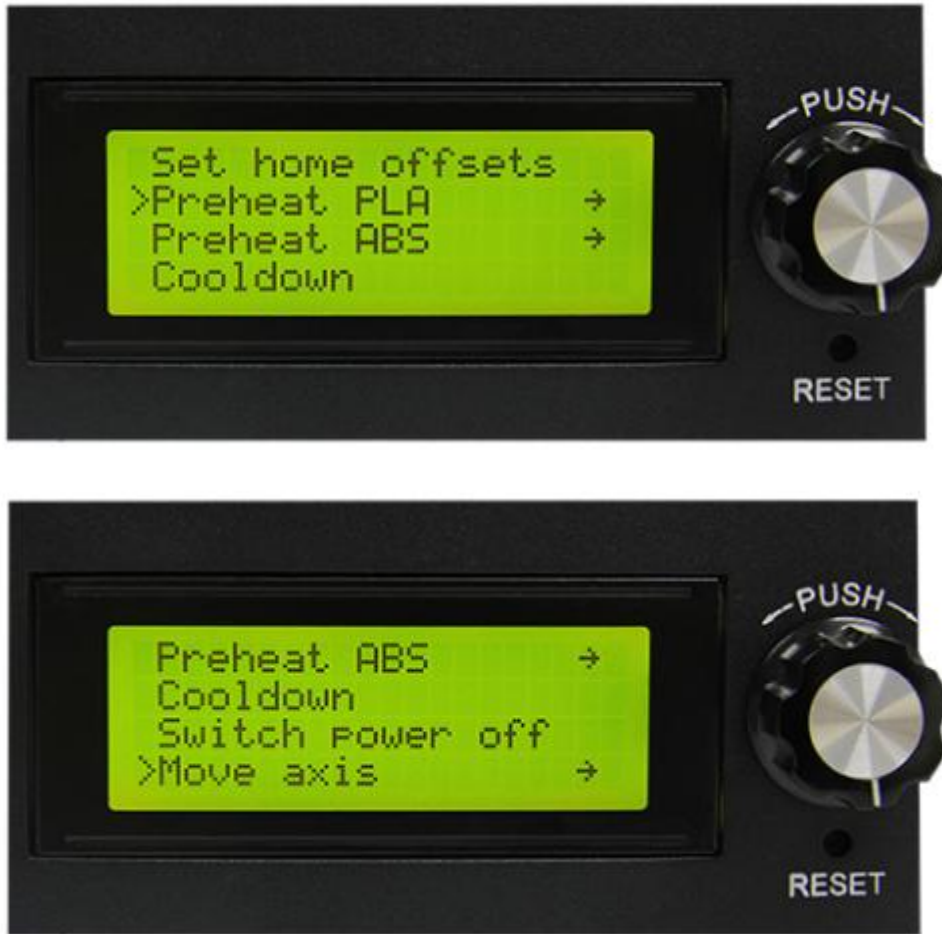 PUSH
Set home offsets
>Preheat PLA →
Preheat ABS →
Cooldown
RESET
PUSH
Preheat ABS →
Cooldown
Switch power off
>Move axis →
RESET